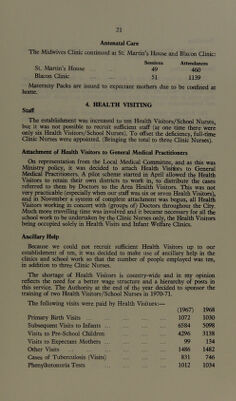 21
Antenatal Care
The Midwives Clinic continued at St. Martin's House and Blacon Clinic:
Sessions Attendances
St. Martin's House ... ... 49 460
Blacon Clinic ... ... 51 1139
Maternity Packs are issued to expectant mothers due to be confined at
home.
4. HEALTH VISITING
Staff
The establishment was increased to ten Health Visitors/School Nurses,
but it was not possible to recruit sufficient staff (at one time there were
only six Health Visitors/School Nurses). To offset the deficiency, full-time
Clinic Nurses were appointed. (Bringing the total to three Clinic Nurses).
Attachment of Health Visitors to General Medical Practitioners
On representation from the Local Medical Committee, and as this was
Ministry policy, it was decided to attach Health Visitors to General
Medical Practitioners. A pilot scheme started in April allowed the Health
Visitors to retain their own districts to work in, to distribute the cases
referred to them by Doctors to the Area Health Visitors. This was not
very practicable (especially when our staff was six or seven Health Visitors),
and in November a system of complete attachment was begun, all Health
Visitors working in concert with (groups of) Doctors throughout the City.
Much more travelling time was involved and it became necessary for all the
school work to be undertaken by the Clinic Nurses only, the Health Visitors
being occupied solely in Health Visits and Infant Welfare Clinics.
Ancillary Help
Because we could not recruit sufficient Health Visitors up to our
establishment of ten, it was decided to make use of ancillary help in the
clinics and school work so that the number of people employed was ten,
in addition to three Clinic Nurses.
The shortage of Health Visitors is country-wide and in my opinion
reflects the need for a better wage structure and a hierarchy of posts in
this service. The Authority at the end of the year decided to sponsor the
training of two Health Visitors/School Nurses in 1970-71.
The following visits were paid by Health Visitors:—
(1967) 1968
Primary Birth Visits ... ... ... ... 1072 1030
Subsequent Visits to Infants ... ... ... ... 6584 5098
Visits to Pre-School Children ... ... ... 4296 3138
Visits to Expectant Mothers ... ... ... ... 99 134
Other Visits ... ... ... ... 1486 1482
Cases of Tuberculosis (Visits) ... ... ... 831 746
Phenylketonuria Tests ... ... ... ... 1012 1034